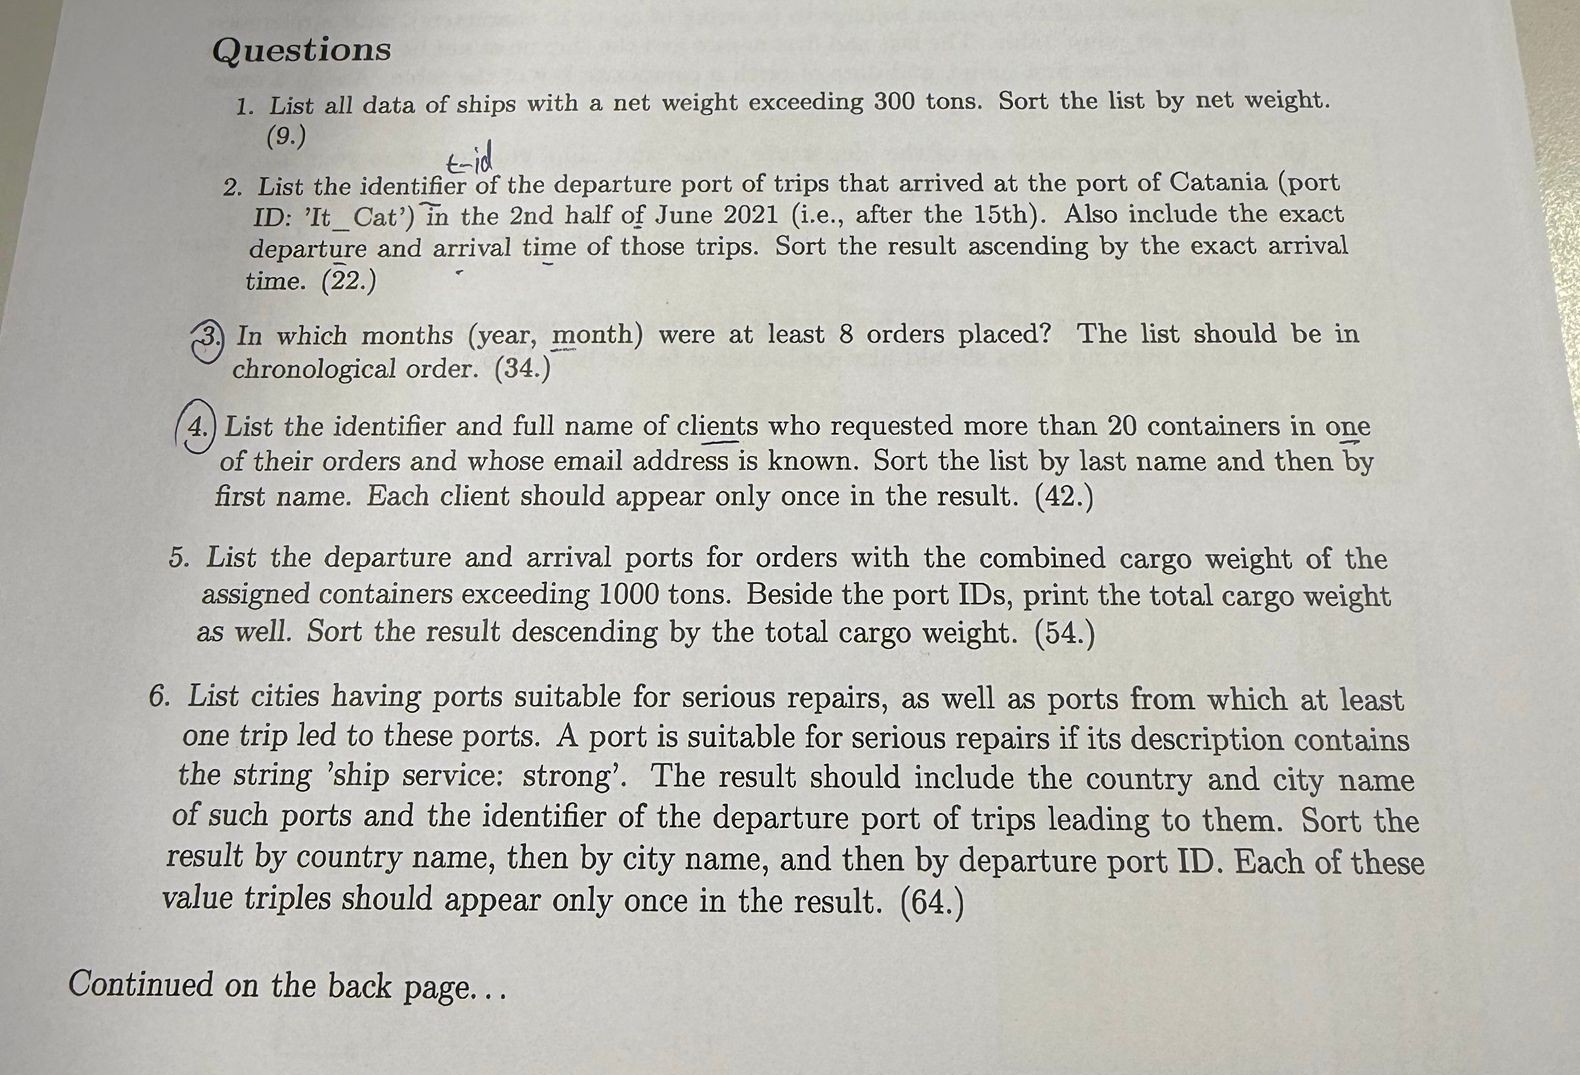 Questions
1. List all data of ships with a net weight exceeding 300 tons. Sort the list by net weight.
(9.)
t-id
2. List the identifier of the departure port of trips that arrived at the port of Catania (port
ID: 'It_Cat') in the 2nd half of June 2021 (i.e., after the 15th). Also include the exact
departure and arrival time of those trips. Sort the result ascending by the exact arrival
time. (22.)
3. In which months (year, month) were at least 8 orders placed? The list should be in
chronological order. (34.)
4. List the identifier and full name of clients who requested more than 20 containers in one
of their orders and whose email address is known. Sort the list by last name and then by
first name. Each client should appear only once in the result. (42.)
5. List the departure and arrival ports for orders with the combined cargo weight of the
assigned containers exceeding 1000 tons. Beside the port IDs, print the total cargo weight
as well. Sort the result descending by the total cargo weight. (54.)
6. List cities having ports suitable for serious repairs, as well as ports from which at least
one trip led to these ports. A port is suitable for serious repairs if its description contains
the string 'ship service: strong'. The result should include the country and city name
of such ports and the identifier of the departure port of trips leading to them. Sort the
result by country name, then by city name, and then by departure port ID. Each of these
value triples should appear only once in the result. (64.)
Continued on the back page...